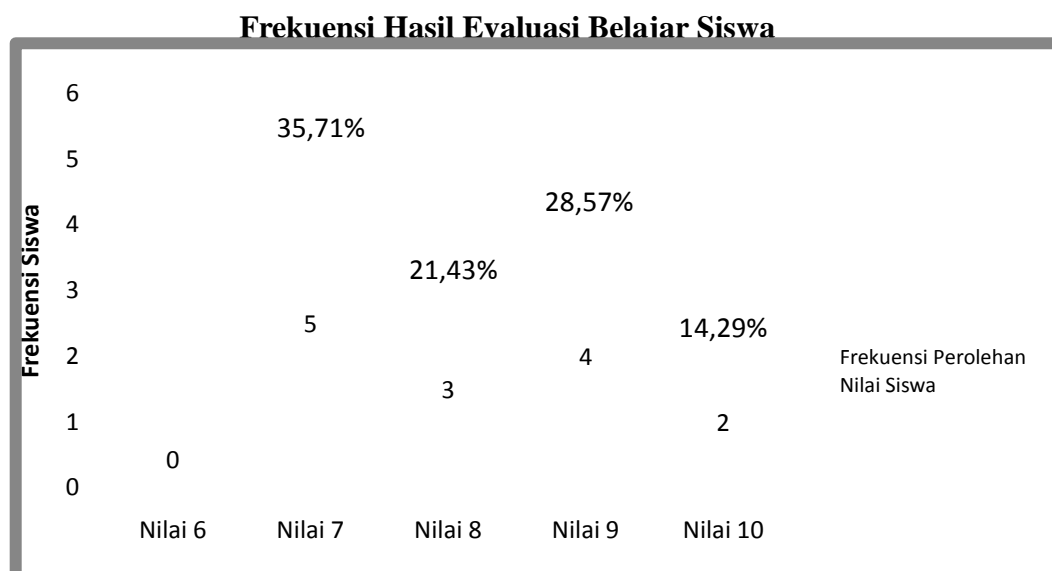 Frekuensi Hasil Evaluasi Belajar Siswa
6
5
4
3
2
1
0
Frekuensi Siswa
35,71%
28,57%
21,43%
14,29%
5
4
3
2
0
Nilai 6
Nilai 7
Nilai 8
Nilai 9
Nilai 10
Frekuensi Perolehan
Nilai Siswa